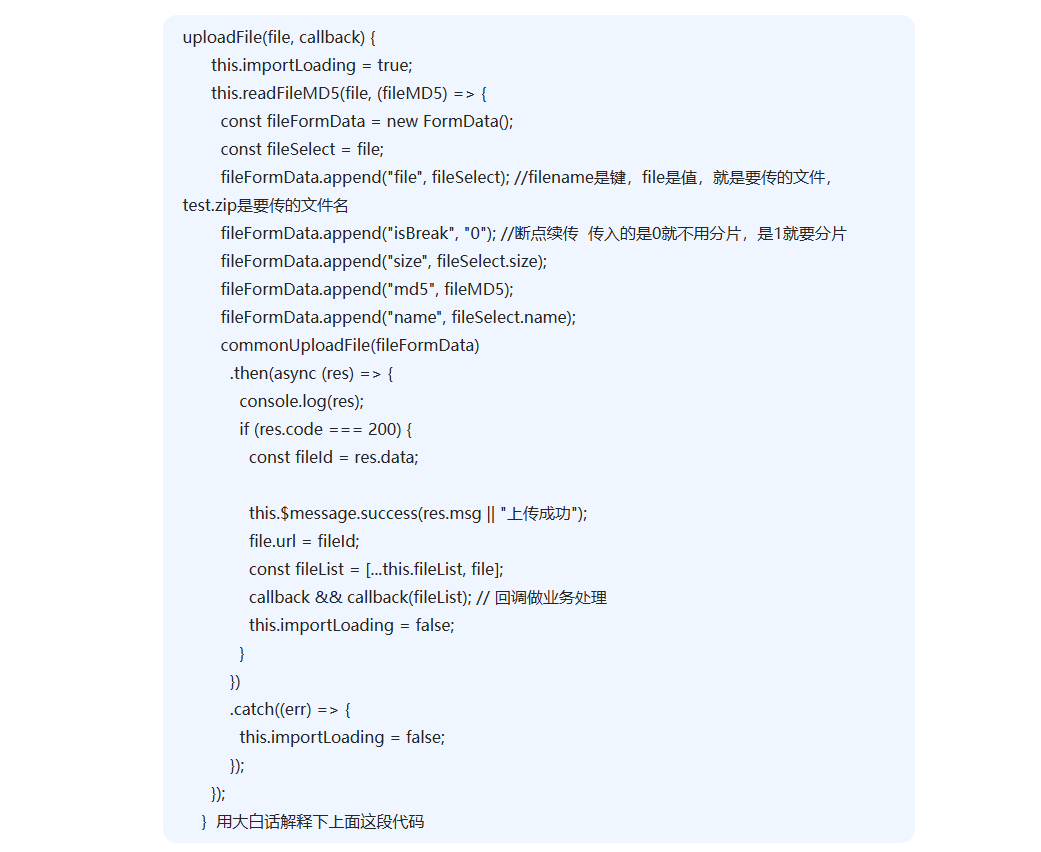 uploadFile(file, callback) {
this.importLoading = true;
this.readFileMD5(file, (fileMD5) => {
const fileFormData = new FormData();
const fileSelect = file;
fileFormData.append("file", fileSelect); //filename是键，file是值，就是要传的文件，
test.zip是要传的文件名
fileFormData.append("isBreak", "0"); //断点续传  传入的是0就不用分片，是1就要分片
fileFormData.append("size", fileSelect.size);
fileFormData.append("md5", fileMD5);
fileFormData.append("name", fileSelect.name);
commonUploadFile(fileFormData)
.then(async (res) => {
console.log(res);
if (res.code === 200) {
const fileId = res.data;
this.$message.success(res.msg || "上传成功");
file.url = fileId;
const fileList = [...this.fileList, file];
callback && callback(fileList); // 回调做业务处理
this.importLoading = false;
}
})
.catch((err) => {
this.importLoading = false;
});
});
}  用大白话解释下上面这段代码